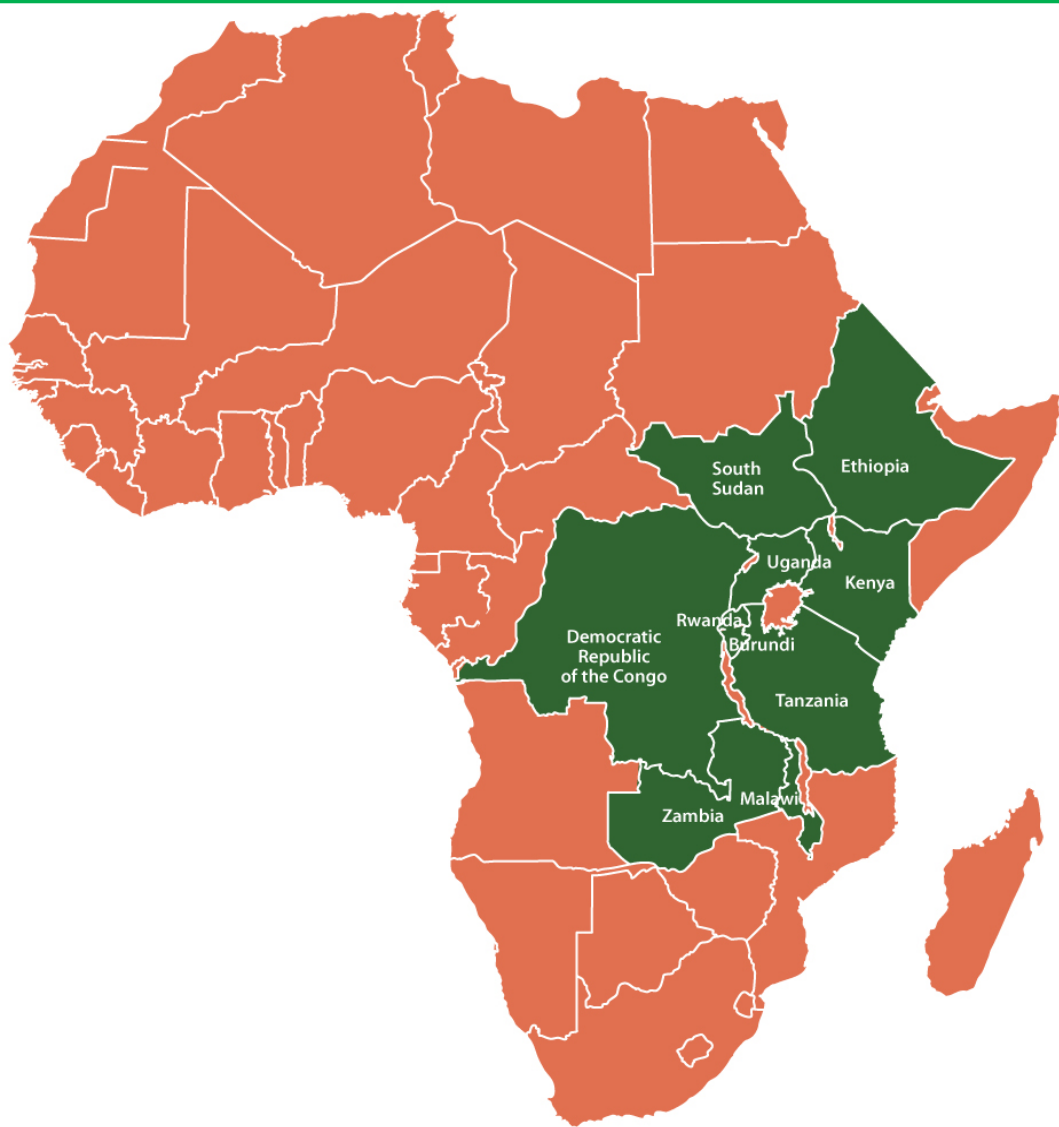 South
Sudan
Ethiopia
Uganda
Kenya
Rwanda
Burundi
Democratic
Republic
of the Congo
Tanzania
Malawi
Zambia